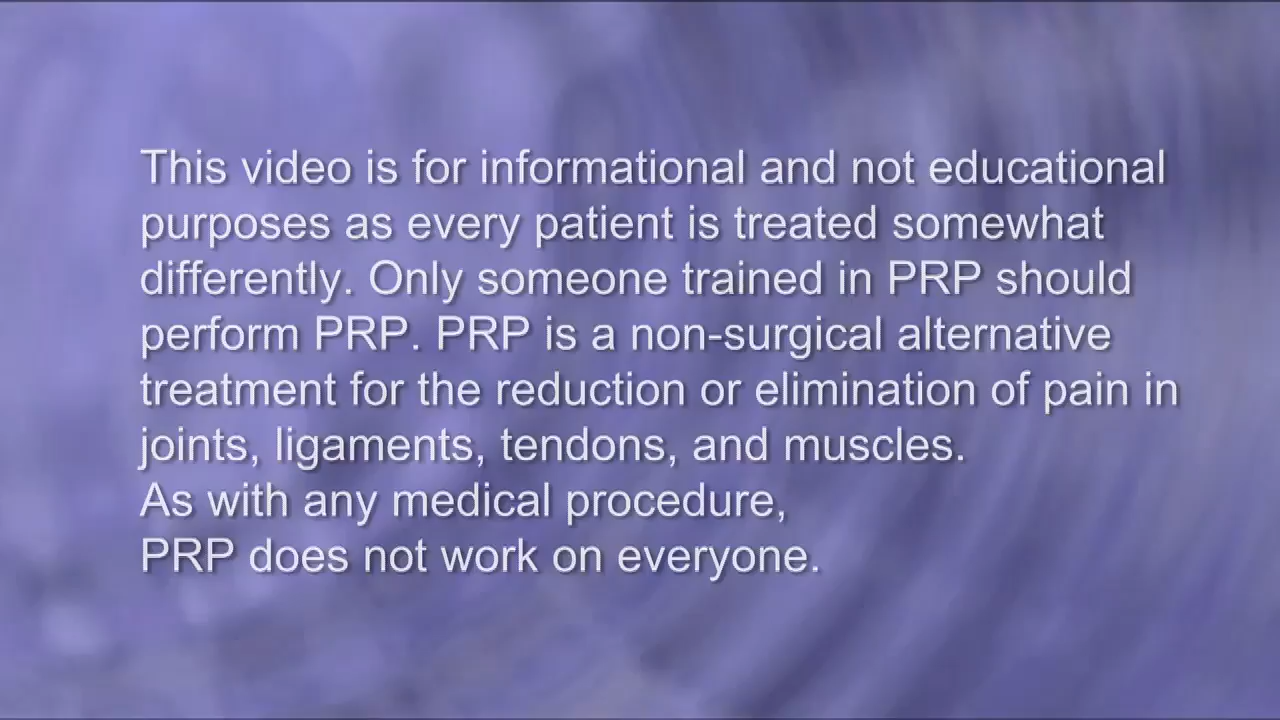 This video is for informational and not educational
purposes as every patient is treated somewhat
differently. Only someone trained in PRP should
perform PRP. PRP is a non-surgical alternative
treatment for the reduction or elimination of pain in
joints, ligaments, tendons, and muscles.
As with any medical procedure,
PRP does not work on everyone.